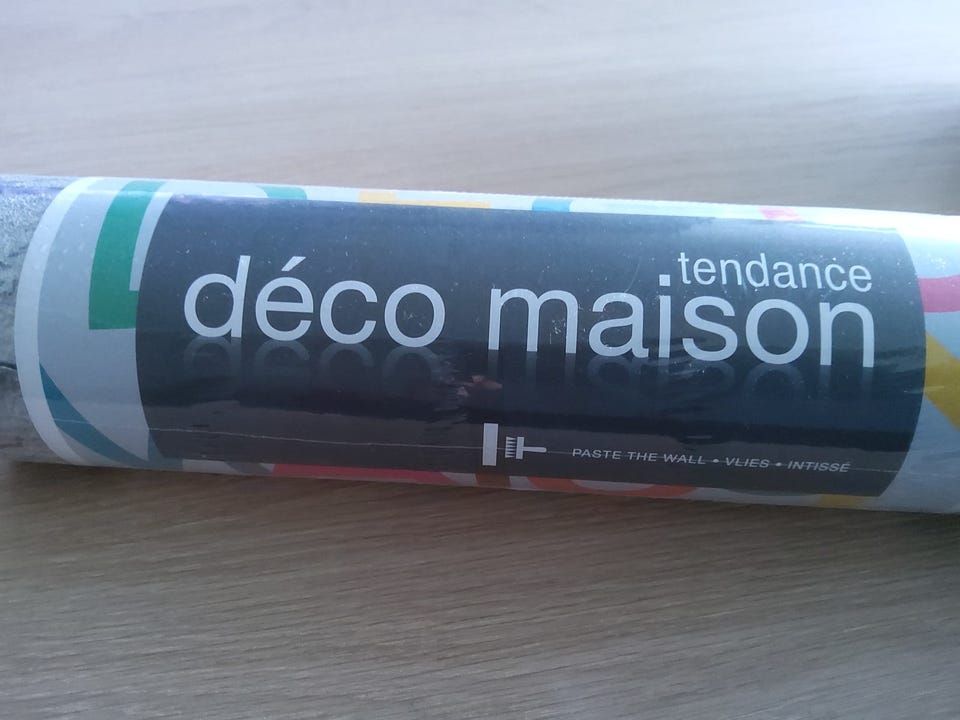 tendance
déco maison
PASTE THE WALL • VLIES • INTISSÉ